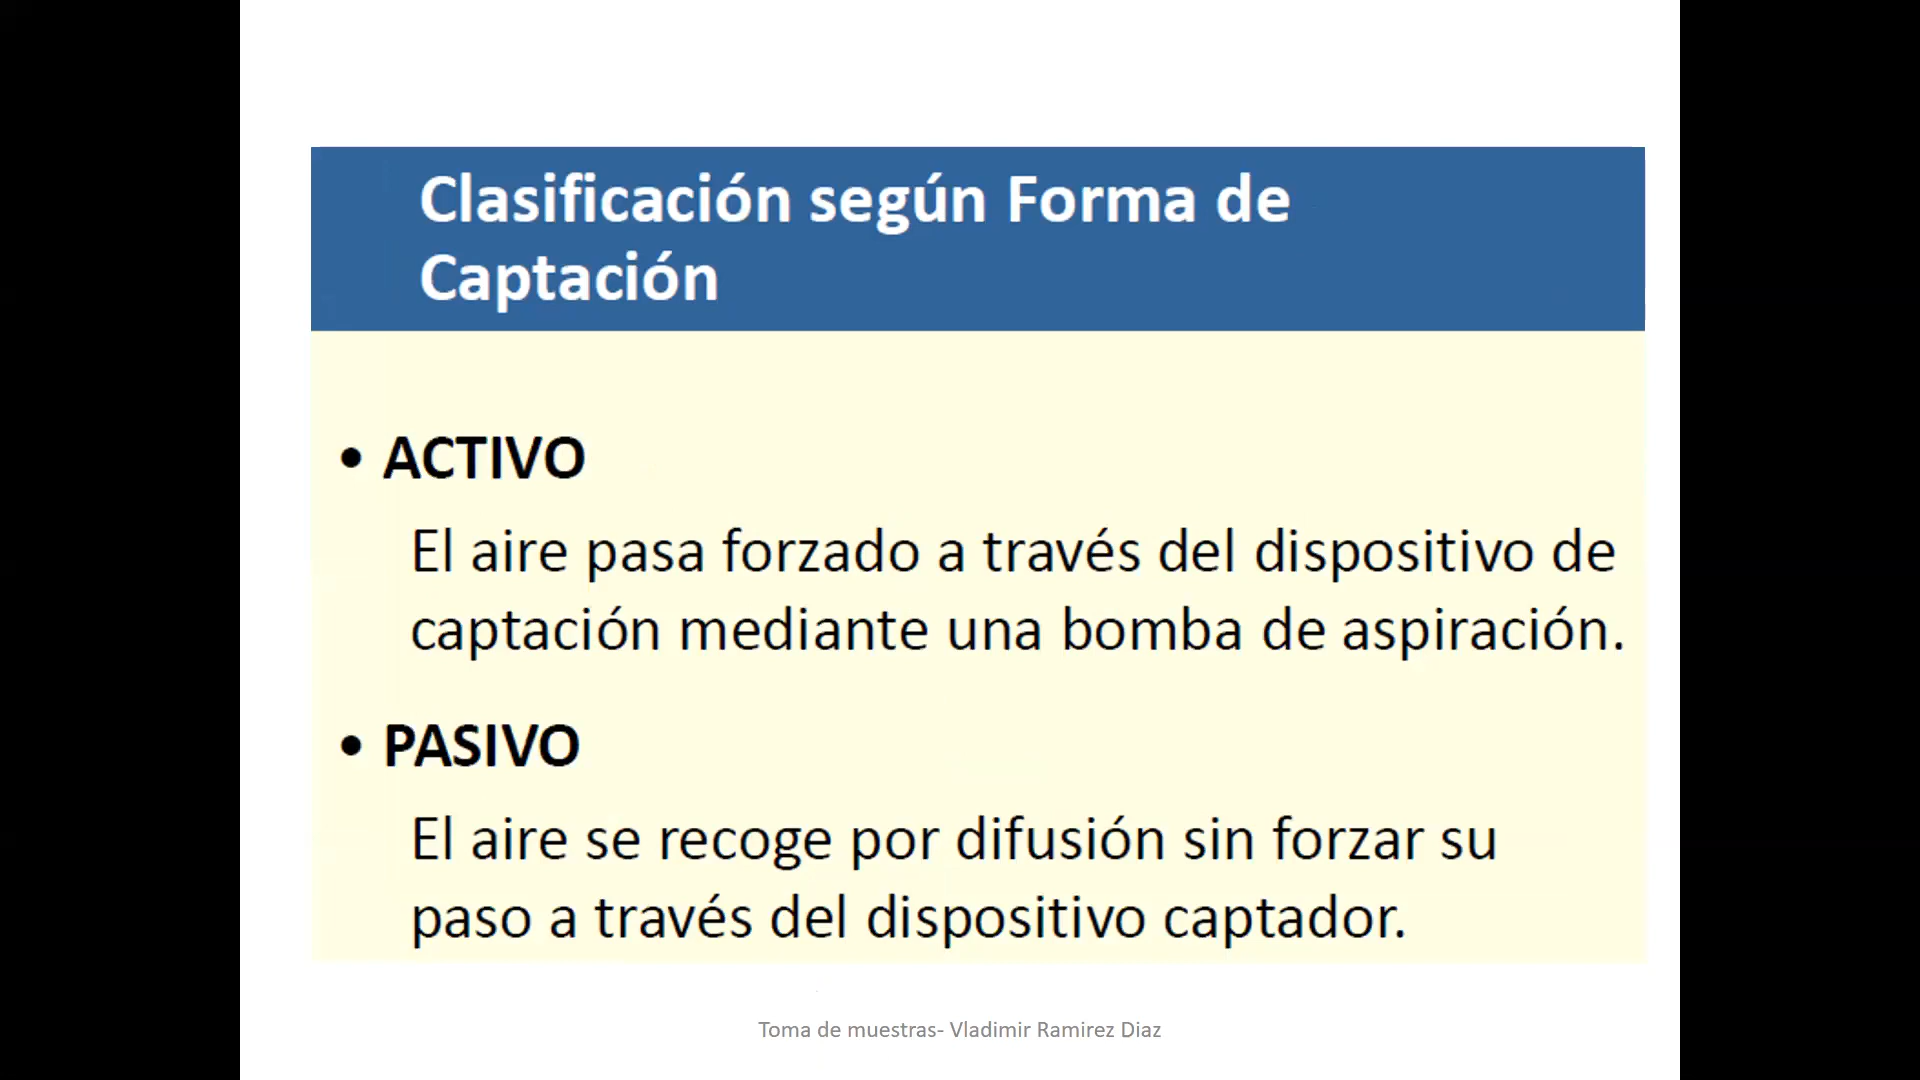 Clasificación según Forma de
Captación
• ACTIVO
El aire pasa forzado a través del dispositivo de
captación mediante una bomba de aspiración.
• PASIVO
El aire se recoge por difusión sin forzar su
paso a través del dispositivo captador.
Toma de muestras- Vladimir Ramirez Diaz